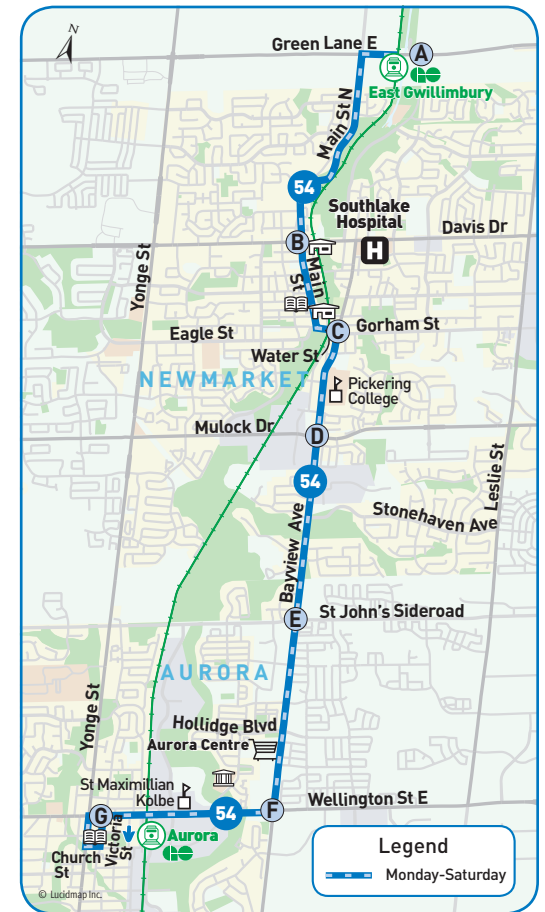 N
Green Lane E
A
GO
East Gwillimbury
Main St N
54
Southlake
Hospital
H
Davis Dr
B
Yonge St
Main
St
Eagle St
C
Gorham St
Water St
NEWMARKET
Pickering
College
Mulock Dr
D
54
Leslie St
Stonehaven Ave
Bayview Ave
E
St John's Sideroad
AURORA
Yonge St
Hollidge Blvd
Aurora Centre
St Maximillian
Kolbe
54
F
Wellington St E
G
Victoria
St
Aurora
GO
Church
St
Legend
Monday-Saturday
© Lucidmap Inc.